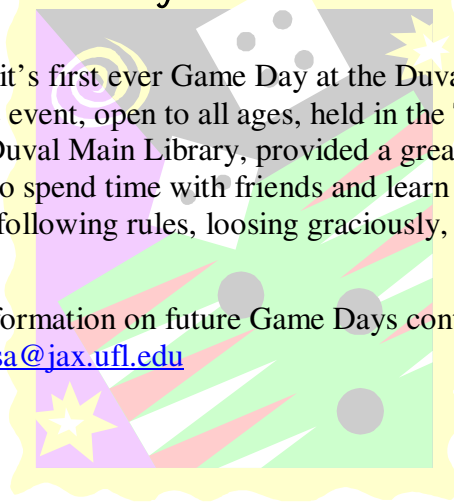 it's first ever Game Day at the Duva
event, open to all ages, held in the
Duval Main Library, provided a grea
o spend time with friends and learn
following rules, loosing graciously,
formation on future Game Days con
sa@jax.ufl.edu